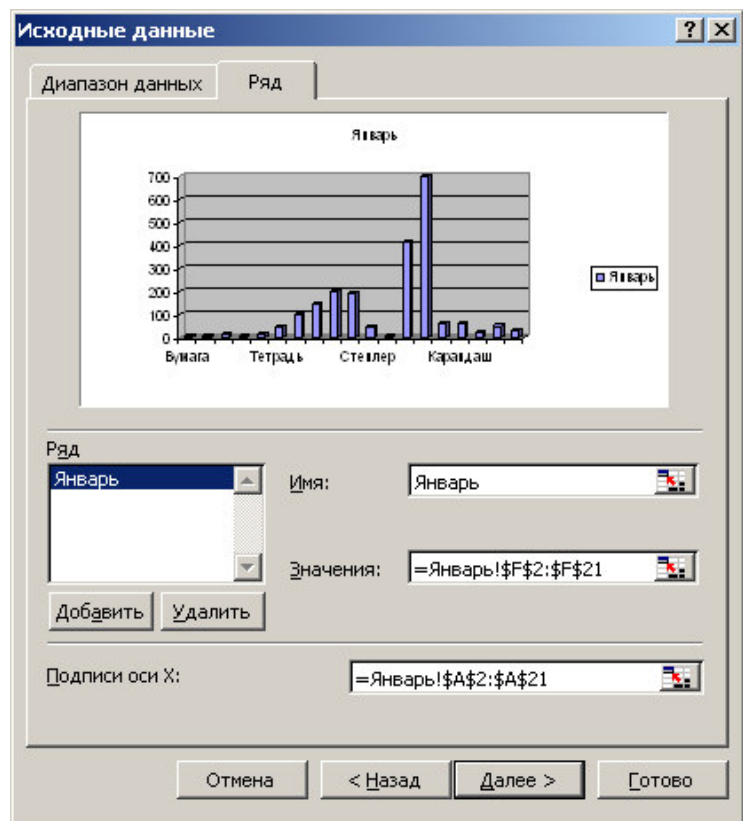 Исходные данные
Диапазон данных Ряд
Январь
700
600
500
400
300
200
100
0
Январь
Бумага Тетрадь Степлер Карандаш
Ряд
Январь
Имя: Январь
Значения: =Январь!$F$2:$F$21
Добавить Удалить
Подписи оси X: =Январь!$A$2:$A$21
Отмена < Назад Далее > Готово